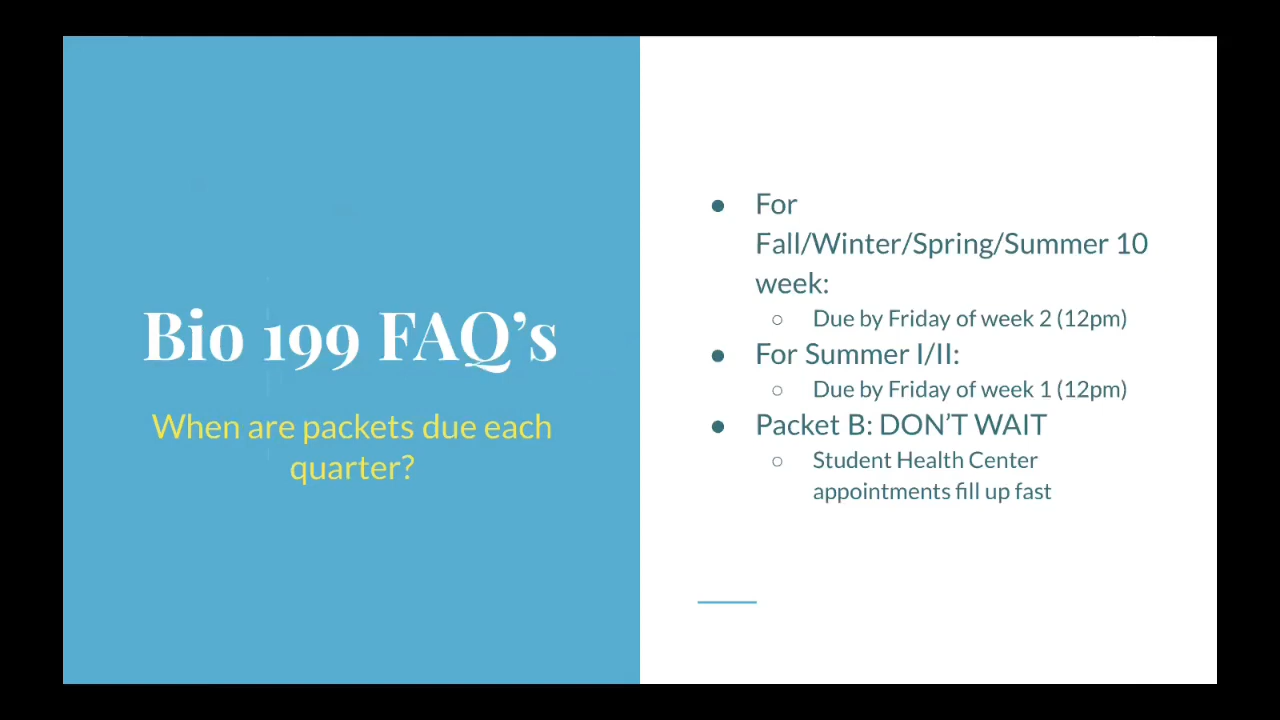 Bio 199 FAQ’s
When are packets due each
quarter?
● For
Fall/Winter/Spring/Summer 10
week:
○ Due by Friday of week 2 (12pm)
● For Summer I/II:
○ Due by Friday of week 1 (12pm)
● Packet B: DON’T WAIT
○ Student Health Center
appointments fill up fast